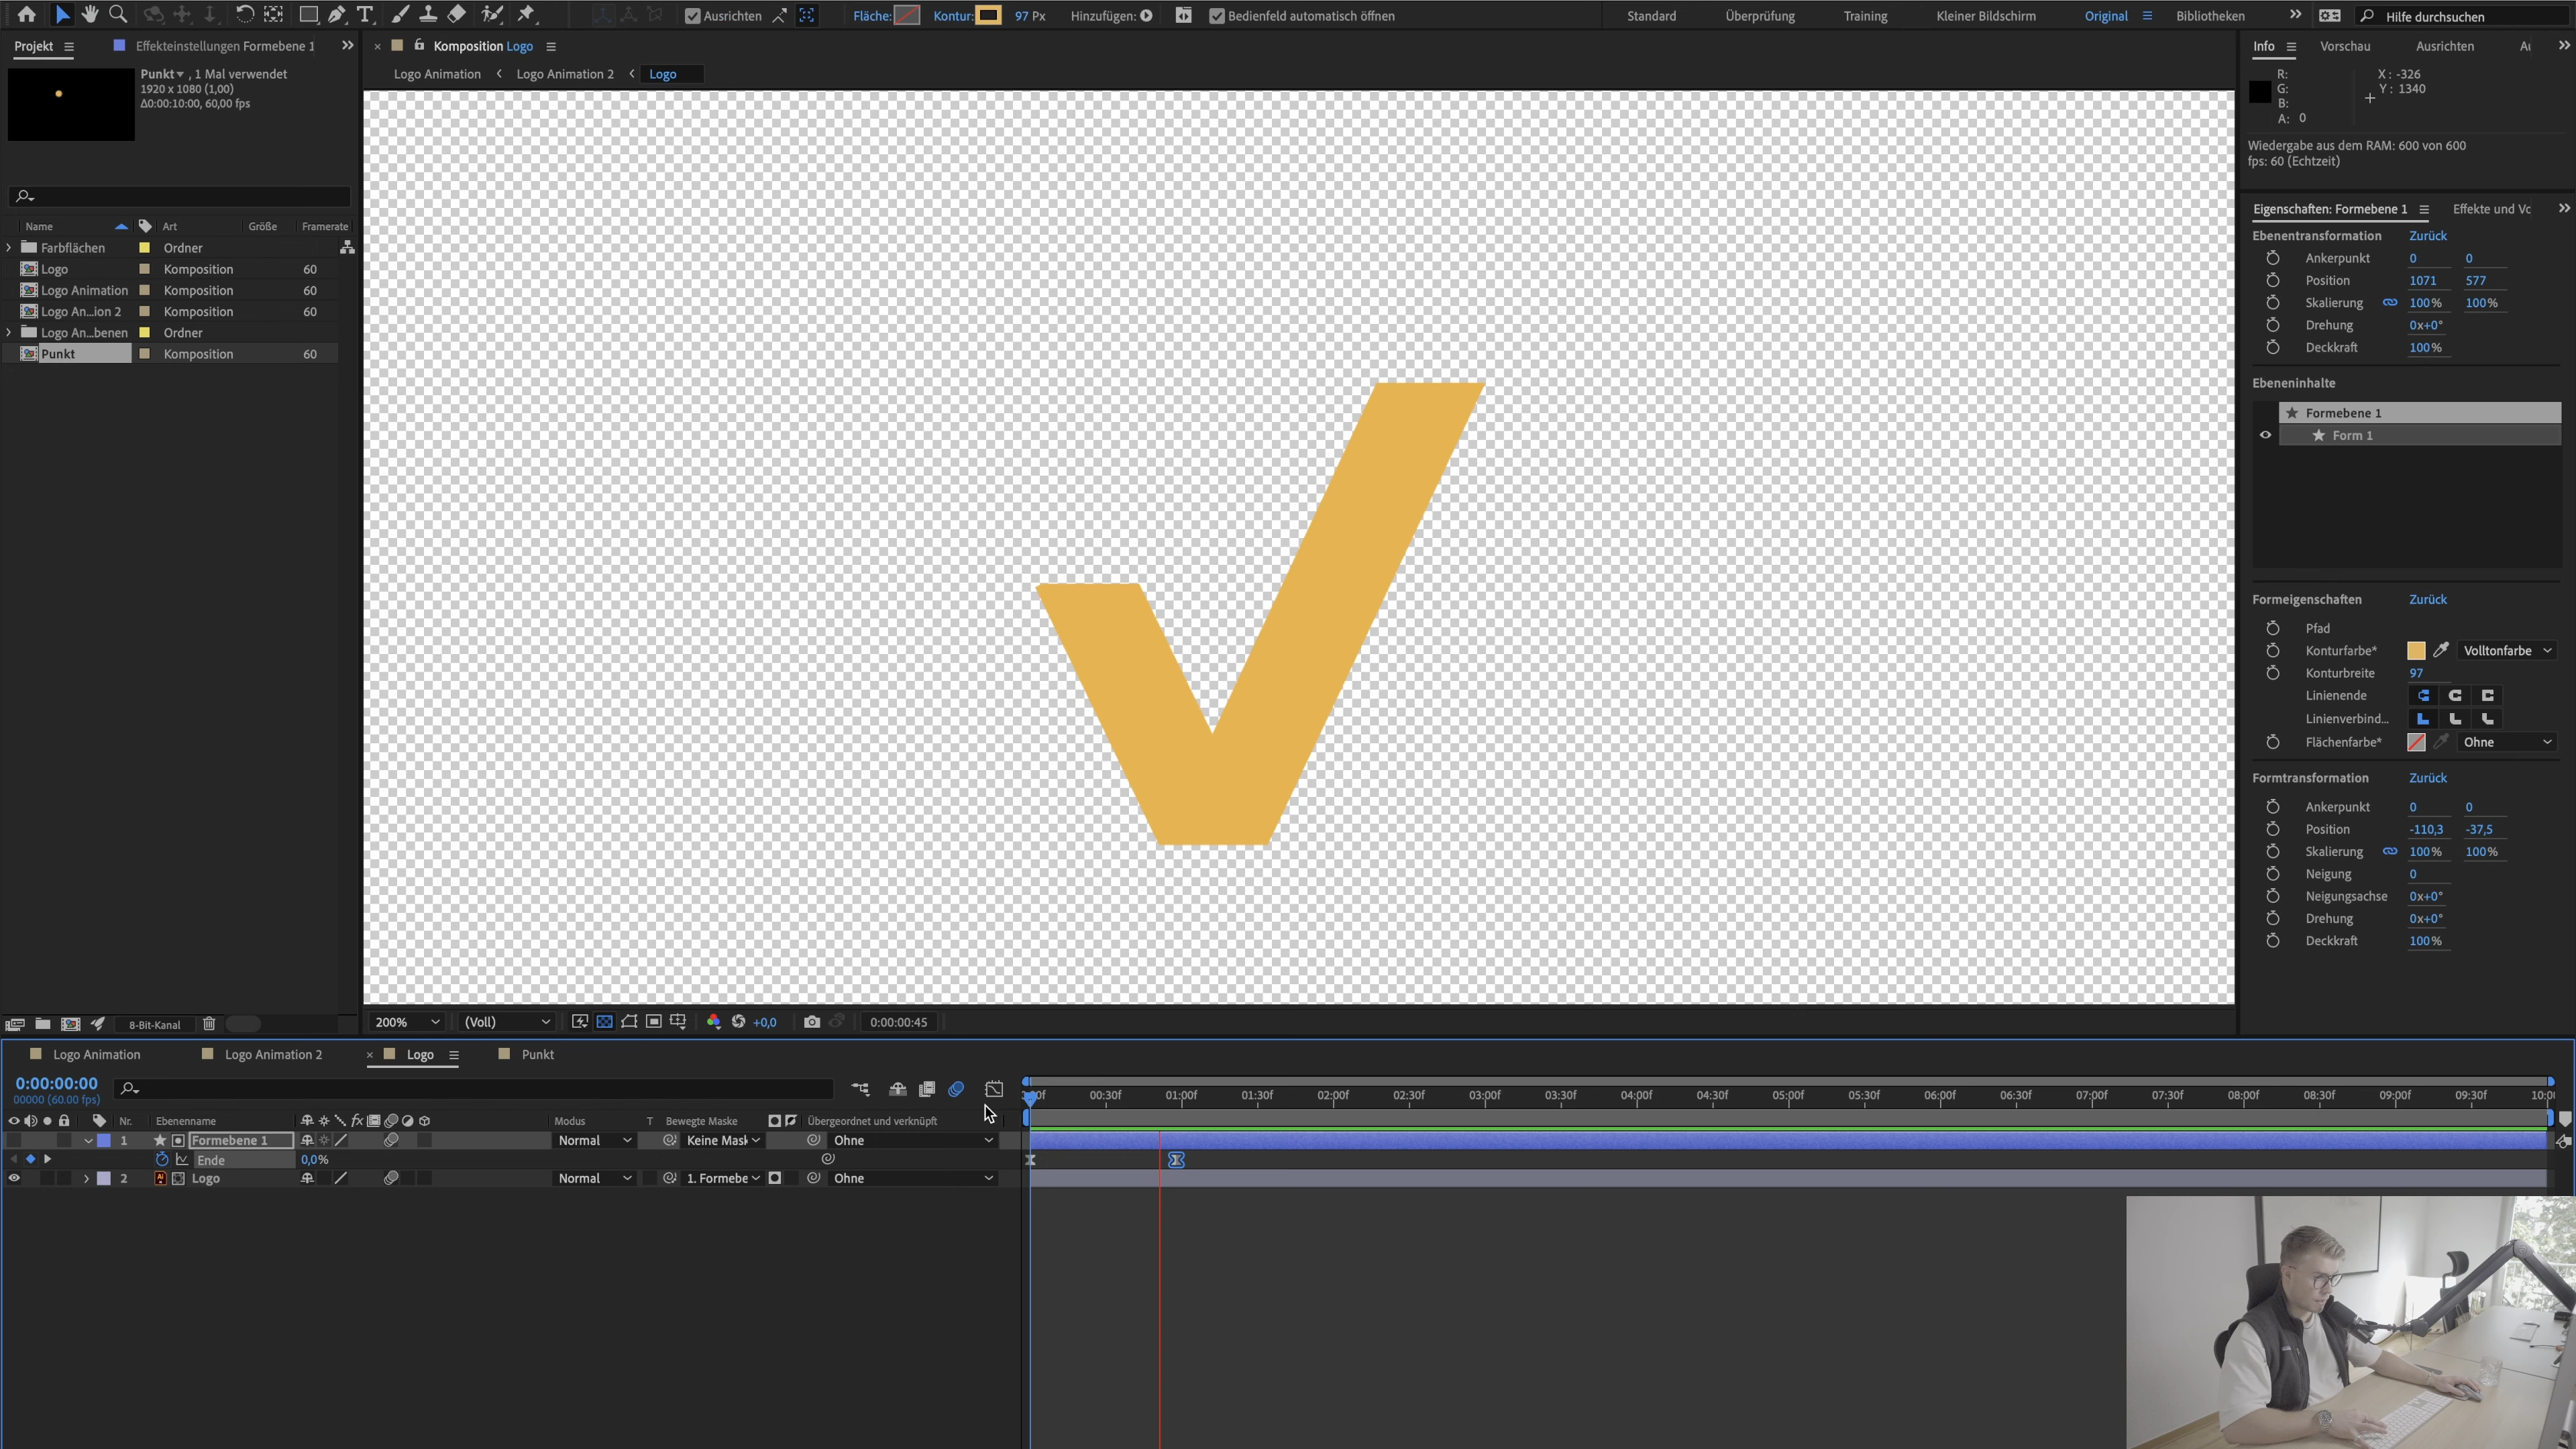 Ausrichten Fläche: Kontur: 97 Px Hinzufügen: Bedienfeld automatisch öffnen Standard Überprüfung Training Kleiner Bildschirm Original Bibliotheken Hilfe durchsuchen
Projekt Effekteinstellungen Formebene 1
Punkt , 1 Mal verwendet
1920 x 1080 (1,00)
Δ0:00:10:00, 60,00 fps
Name Art Größe Framerate
Farbflächen Ordner
Logo Komposition 60
Logo Animation Komposition 60
Logo An...ion 2 Komposition 60
Logo An...benen Ordner
Punkt Komposition 60
8-Bit-Kanal
Komposition Logo
Logo Animation Logo Animation 2 Logo
200% (Voll) +0,0 0:00:00:45
Info Vorschau Ausrichten
R: X : -326
G: Y : 1340
B:
A: 0
Wiedergabe aus dem RAM: 600 von 600
fps: 60 (Echtzeit)
Eigenschaften: Formebene 1 Effekte und Vc
Ebenentransformation Zurück
Ankerpunkt 0 0
Position 1071 577
Skalierung 100% 100%
Drehung 0x+0°
Deckkraft 100%
Ebeneninhalte
Formebene 1
Form 1
Formeigenschaften Zurück
Pfad
Konturfarbe* Volltonfarbe
Konturbreite 97
Linienende
Linienverbind...
Flächenfarbe* Ohne
Formtransformation Zurück
Ankerpunkt 0 0
Position -110,3 -37,5
Skalierung 100% 100%
Neigung 0
Neigungsachse 0x+0°
Drehung 0x+0°
Deckkraft 100%
Logo Animation Logo Animation 2 Logo Punkt
0:00:00:00
00000 (60.00 fps)
00:30f 01:00f 01:30f 02:00f 02:30f 03:00f 03:30f 04:00f 04:30f 05:00f 05:30f 06:00f 06:30f 07:00f 07:30f 08:00f 08:30f 09:00f 09:30f 10:00
Nr. Ebenenname fx Modus T Bewegte Maske Übergeordnet und verknüpft
1 Formebene 1 Normal Keine Mask Ohne
Ende 0,0%
2 Ai Logo Normal 1. Formebe Ohne